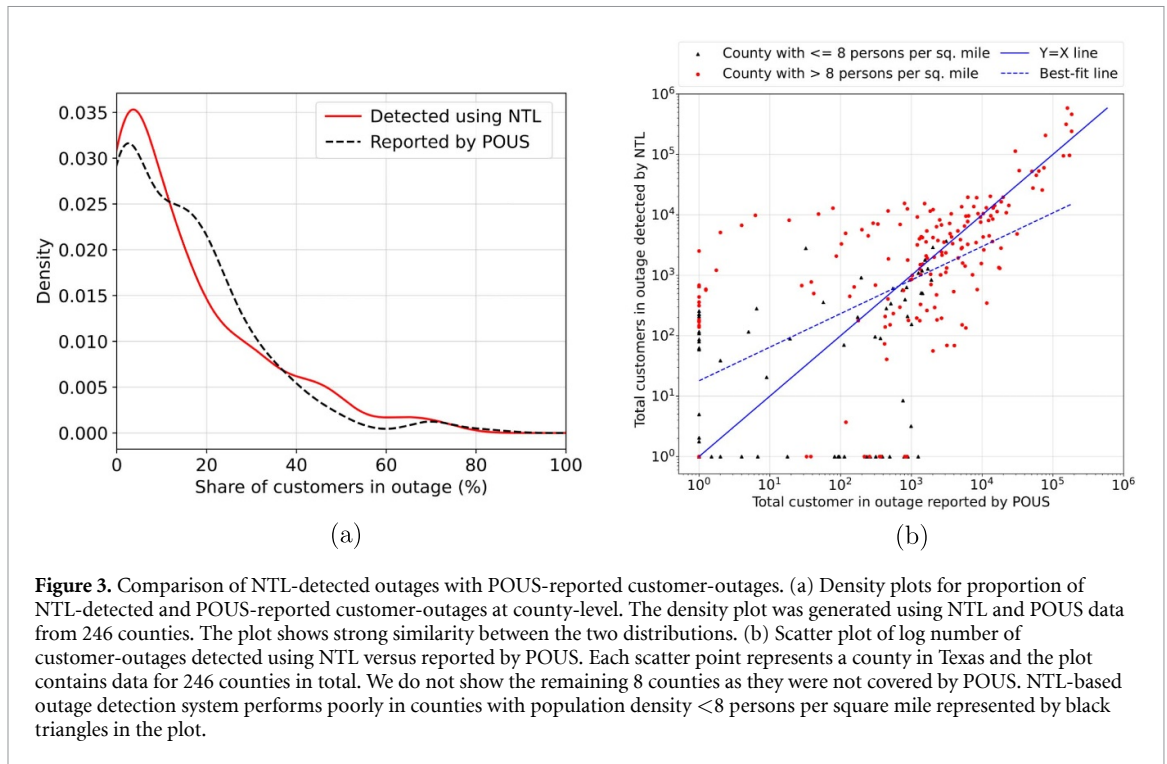 0.035
0.030
0.025
0.020
0.015
0.010
0.005
0.000
Density
Detected using NTL
Reported by POUS
0 20 40 60 80 100
Share of customers in outage (%)
(a)
County with <= 8 persons per sq. mile
County with > 8 persons per sq. mile
Y=X line
Best-fit line
10⁶
10⁵
10⁴
10³
10²
10¹
10⁰
Total customers in outage detected by NTL
10⁰ 10¹ 10² 10³ 10⁴ 10⁵ 10⁶
Total customer in outage reported by POUS
(b)
Figure 3. Comparison of NTL-detected outages with POUS-reported customer-outages. (a) Density plots for proportion of
NTL-detected and POUS-reported customer-outages at county-level. The density plot was generated using NTL and POUS data
from 246 counties. The plot shows strong similarity between the two distributions. (b) Scatter plot of log number of
customer-outages detected using NTL versus reported by POUS. Each scatter point represents a county in Texas and the plot
contains data for 246 counties in total. We do not show the remaining 8 counties as they were not covered by POUS. NTL-based
outage detection system performs poorly in counties with population density <8 persons per square mile represented by black
triangles in the plot.